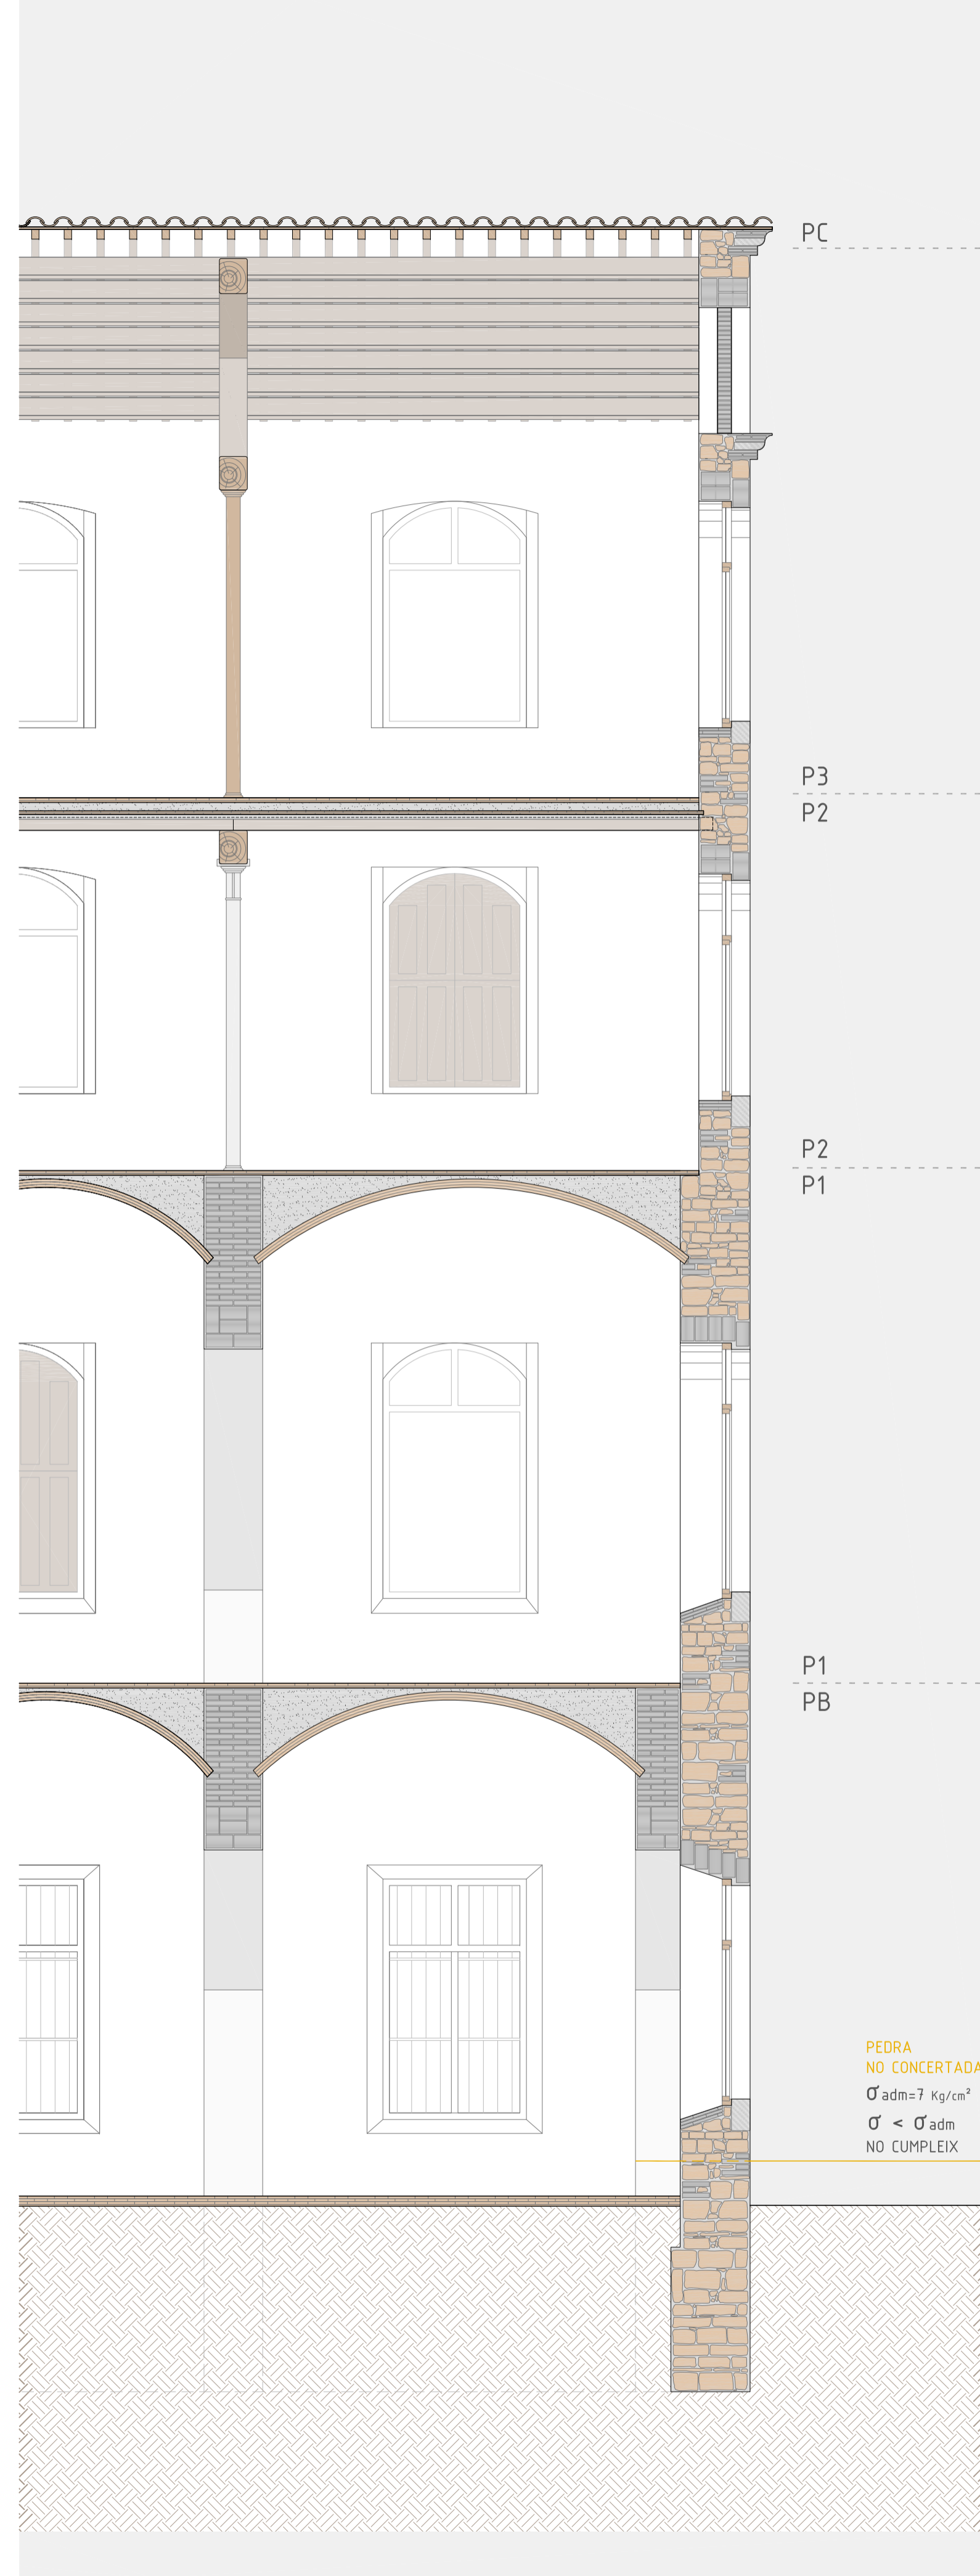 PC
P3
P2
P2
P1
P1
PB
PEDRA
NO CONCERTADA
σadm=7 Kg/cm²
σ < σadm
NO CUMPLEIX